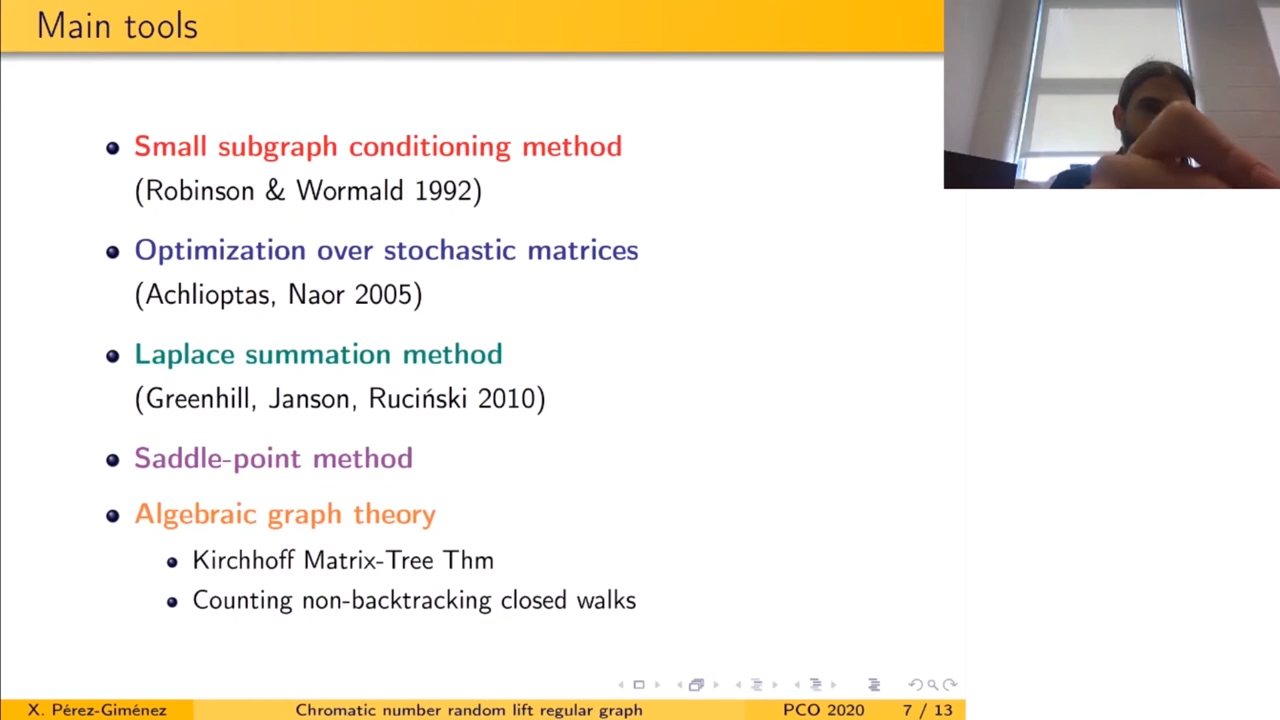 Main tools
Small subgraph conditioning method
(Robinson & Wormald 1992)
Optimization over stochastic matrices
(Achlioptas, Naor 2005)
Laplace summation method
(Greenhill, Janson, Ruciński 2010)
Saddle-point method
Algebraic graph theory
Kirchhoff Matrix-Tree Thm
Counting non-backtracking closed walks
X. Pérez-Giménez Chromatic number random lift regular graph PCO 2020 7 / 13